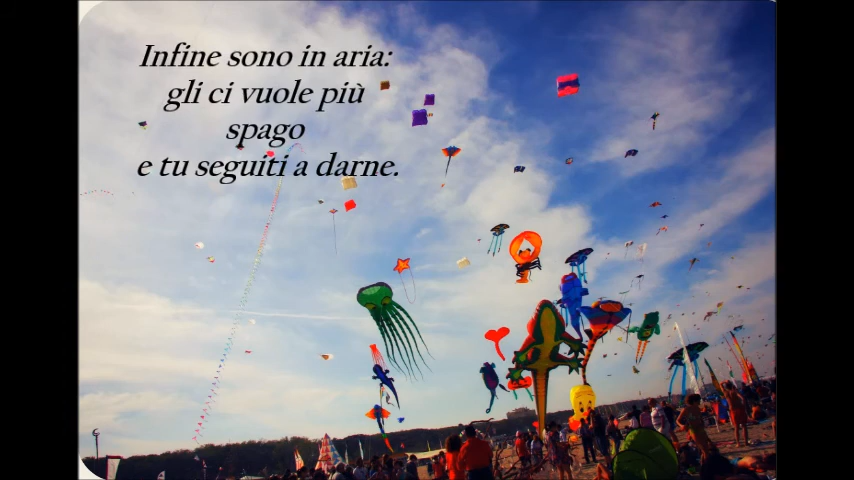 Infine sono in aria:
gli ci vuole più
spago
e tu seguiti a darne.